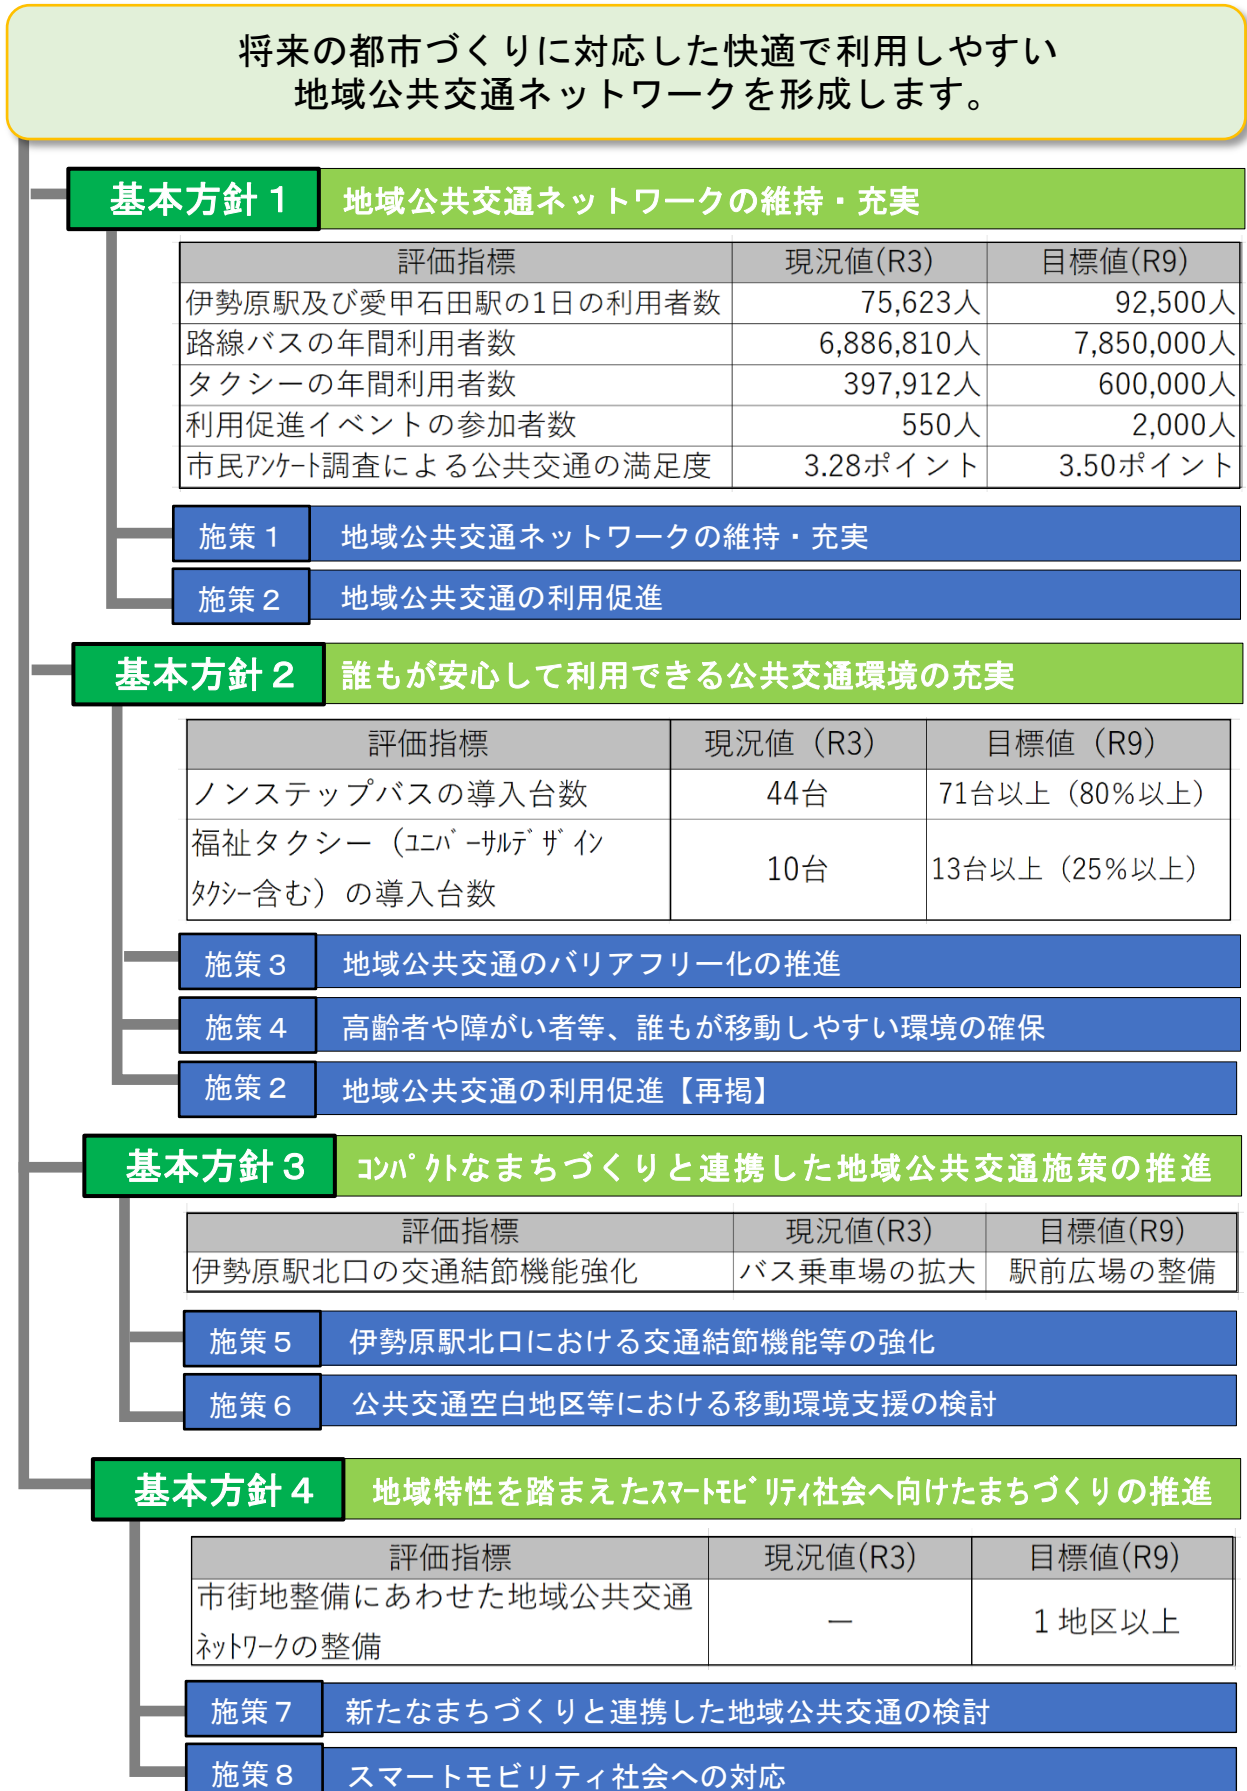 将来の都市づくりに対応した快適で利用しやすい
地域公共交通ネットワークを形成します。
基本方針1 地域公共交通ネットワークの維持・充実
評価指標 現況値(R3) 目標値(R9)
伊勢原駅及び愛甲石田駅の1日の利用者数 75,623人 92,500人
路線バスの年間利用者数 6,886,810人 7,850,000人
タクシーの年間利用者数 397,912人 600,000人
利用促進イベントの参加者数 550人 2,000人
市民ｱﾝｹｰﾄ調査による公共交通の満足度 3.28ポイント 3.50ポイント
施策1 地域公共交通ネットワークの維持・充実
施策2 地域公共交通の利用促進
基本方針2 誰もが安心して利用できる公共交通環境の充実
評価指標 現況値（R3） 目標値（R9）
ノンステップバスの導入台数 44台 71台以上（80%以上）
福祉タクシー（ﾕﾆﾊﾞｰｻﾙﾃﾞｻﾞｲﾝ
ﾀｸｼｰ含む）の導入台数 10台 13台以上（25%以上）
施策3 地域公共交通のバリアフリー化の推進
施策4 高齢者や障がい者等、誰もが移動しやすい環境の確保
施策2 地域公共交通の利用促進【再掲】
基本方針3 ｺﾝﾊﾟｸﾄなまちづくりと連携した地域公共交通施策の推進
評価指標 現況値(R3) 目標値(R9)
伊勢原駅北口の交通結節機能強化 バス乗車場の拡大 駅前広場の整備
施策5 伊勢原駅北口における交通結節機能等の強化
施策6 公共交通空白地区等における移動環境支援の検討
基本方針4 地域特性を踏まえたｽﾏｰﾄﾓﾋﾞﾘﾃｨ社会へ向けたまちづくりの推進
評価指標 現況値(R3) 目標値(R9)
市街地整備にあわせた地域公共交通
ﾈｯﾄﾜｰｸの整備 ― 1地区以上
施策7 新たなまちづくりと連携した地域公共交通の検討
施策8 スマートモビリティ社会への対応